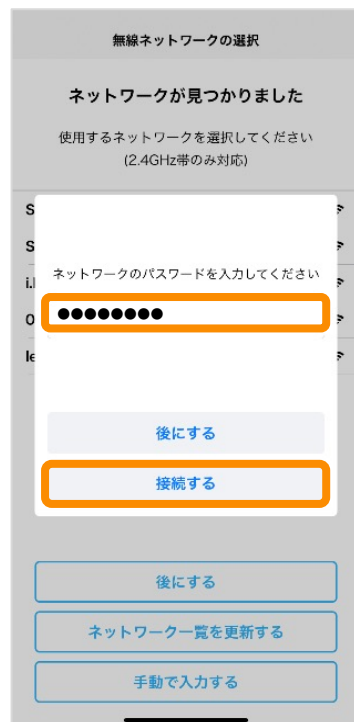 無線ネットワークの選択
ネットワークが見つかりました
使用するネットワークを選択してください
(2.4GHz帯のみ対応)
S
S
ネットワークのパスワードを入力してください
i.l
●●●●●●●●
0
le
後にする
接続する
後にする
ネットワーク一覧を更新する
手動で入力する